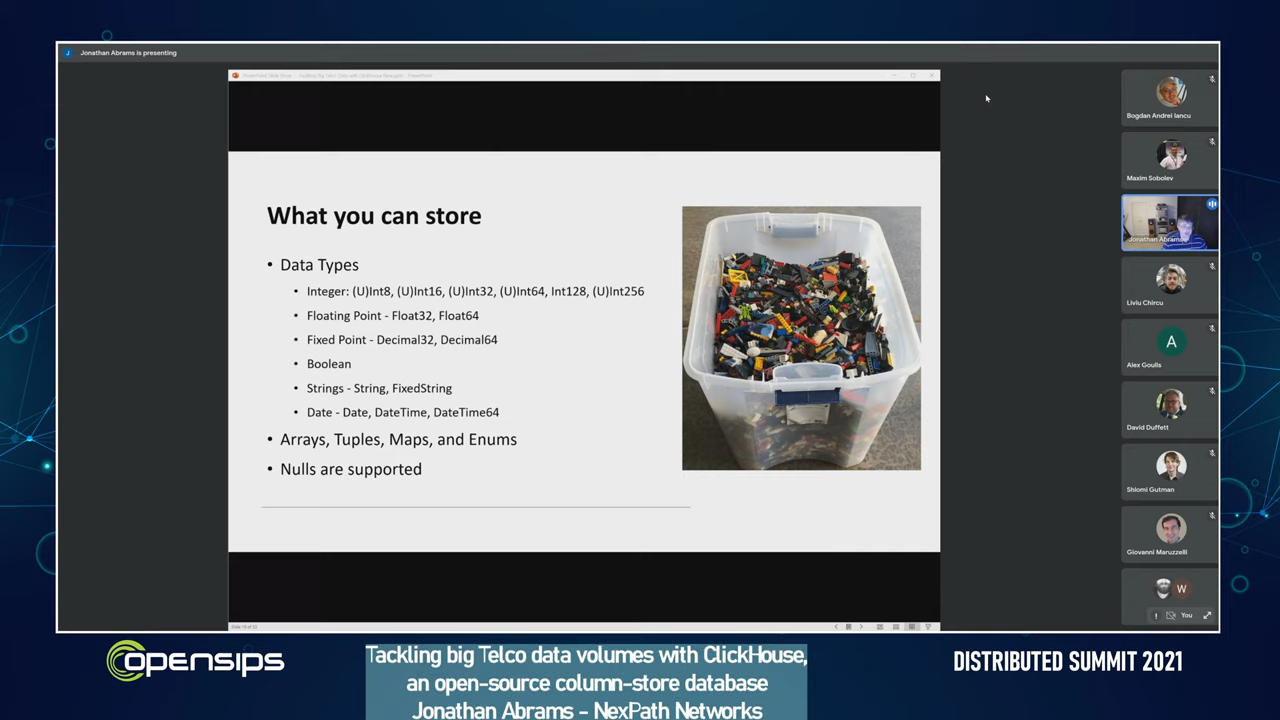 Jonathan Abrams is presenting
What you can store
• Data Types
• Integer: (U)Int8, (U)Int16, (U)Int32, (U)Int64, Int128, (U)Int256
• Floating Point - Float32, Float64
• Fixed Point - Decimal32, Decimal64
• Boolean
• Strings - String, FixedString
• Date - Date, DateTime, DateTime64
• Arrays, Tuples, Maps, and Enums
• Nulls are supported
Bogdan Andrei Iancu
Maxim Sobolev
Jonathan Abrams
Liviu Chircu
A
Alex Goulis
David Duffett
Shlomi Gutman
Giovanni Maruzzelli
W
You
OPENSIPS
Tackling big Telco data volumes with ClickHouse,
an open-source column-store database
Jonathan Abrams - NexPath Networks
DISTRIBUTED SUMMIT 2021